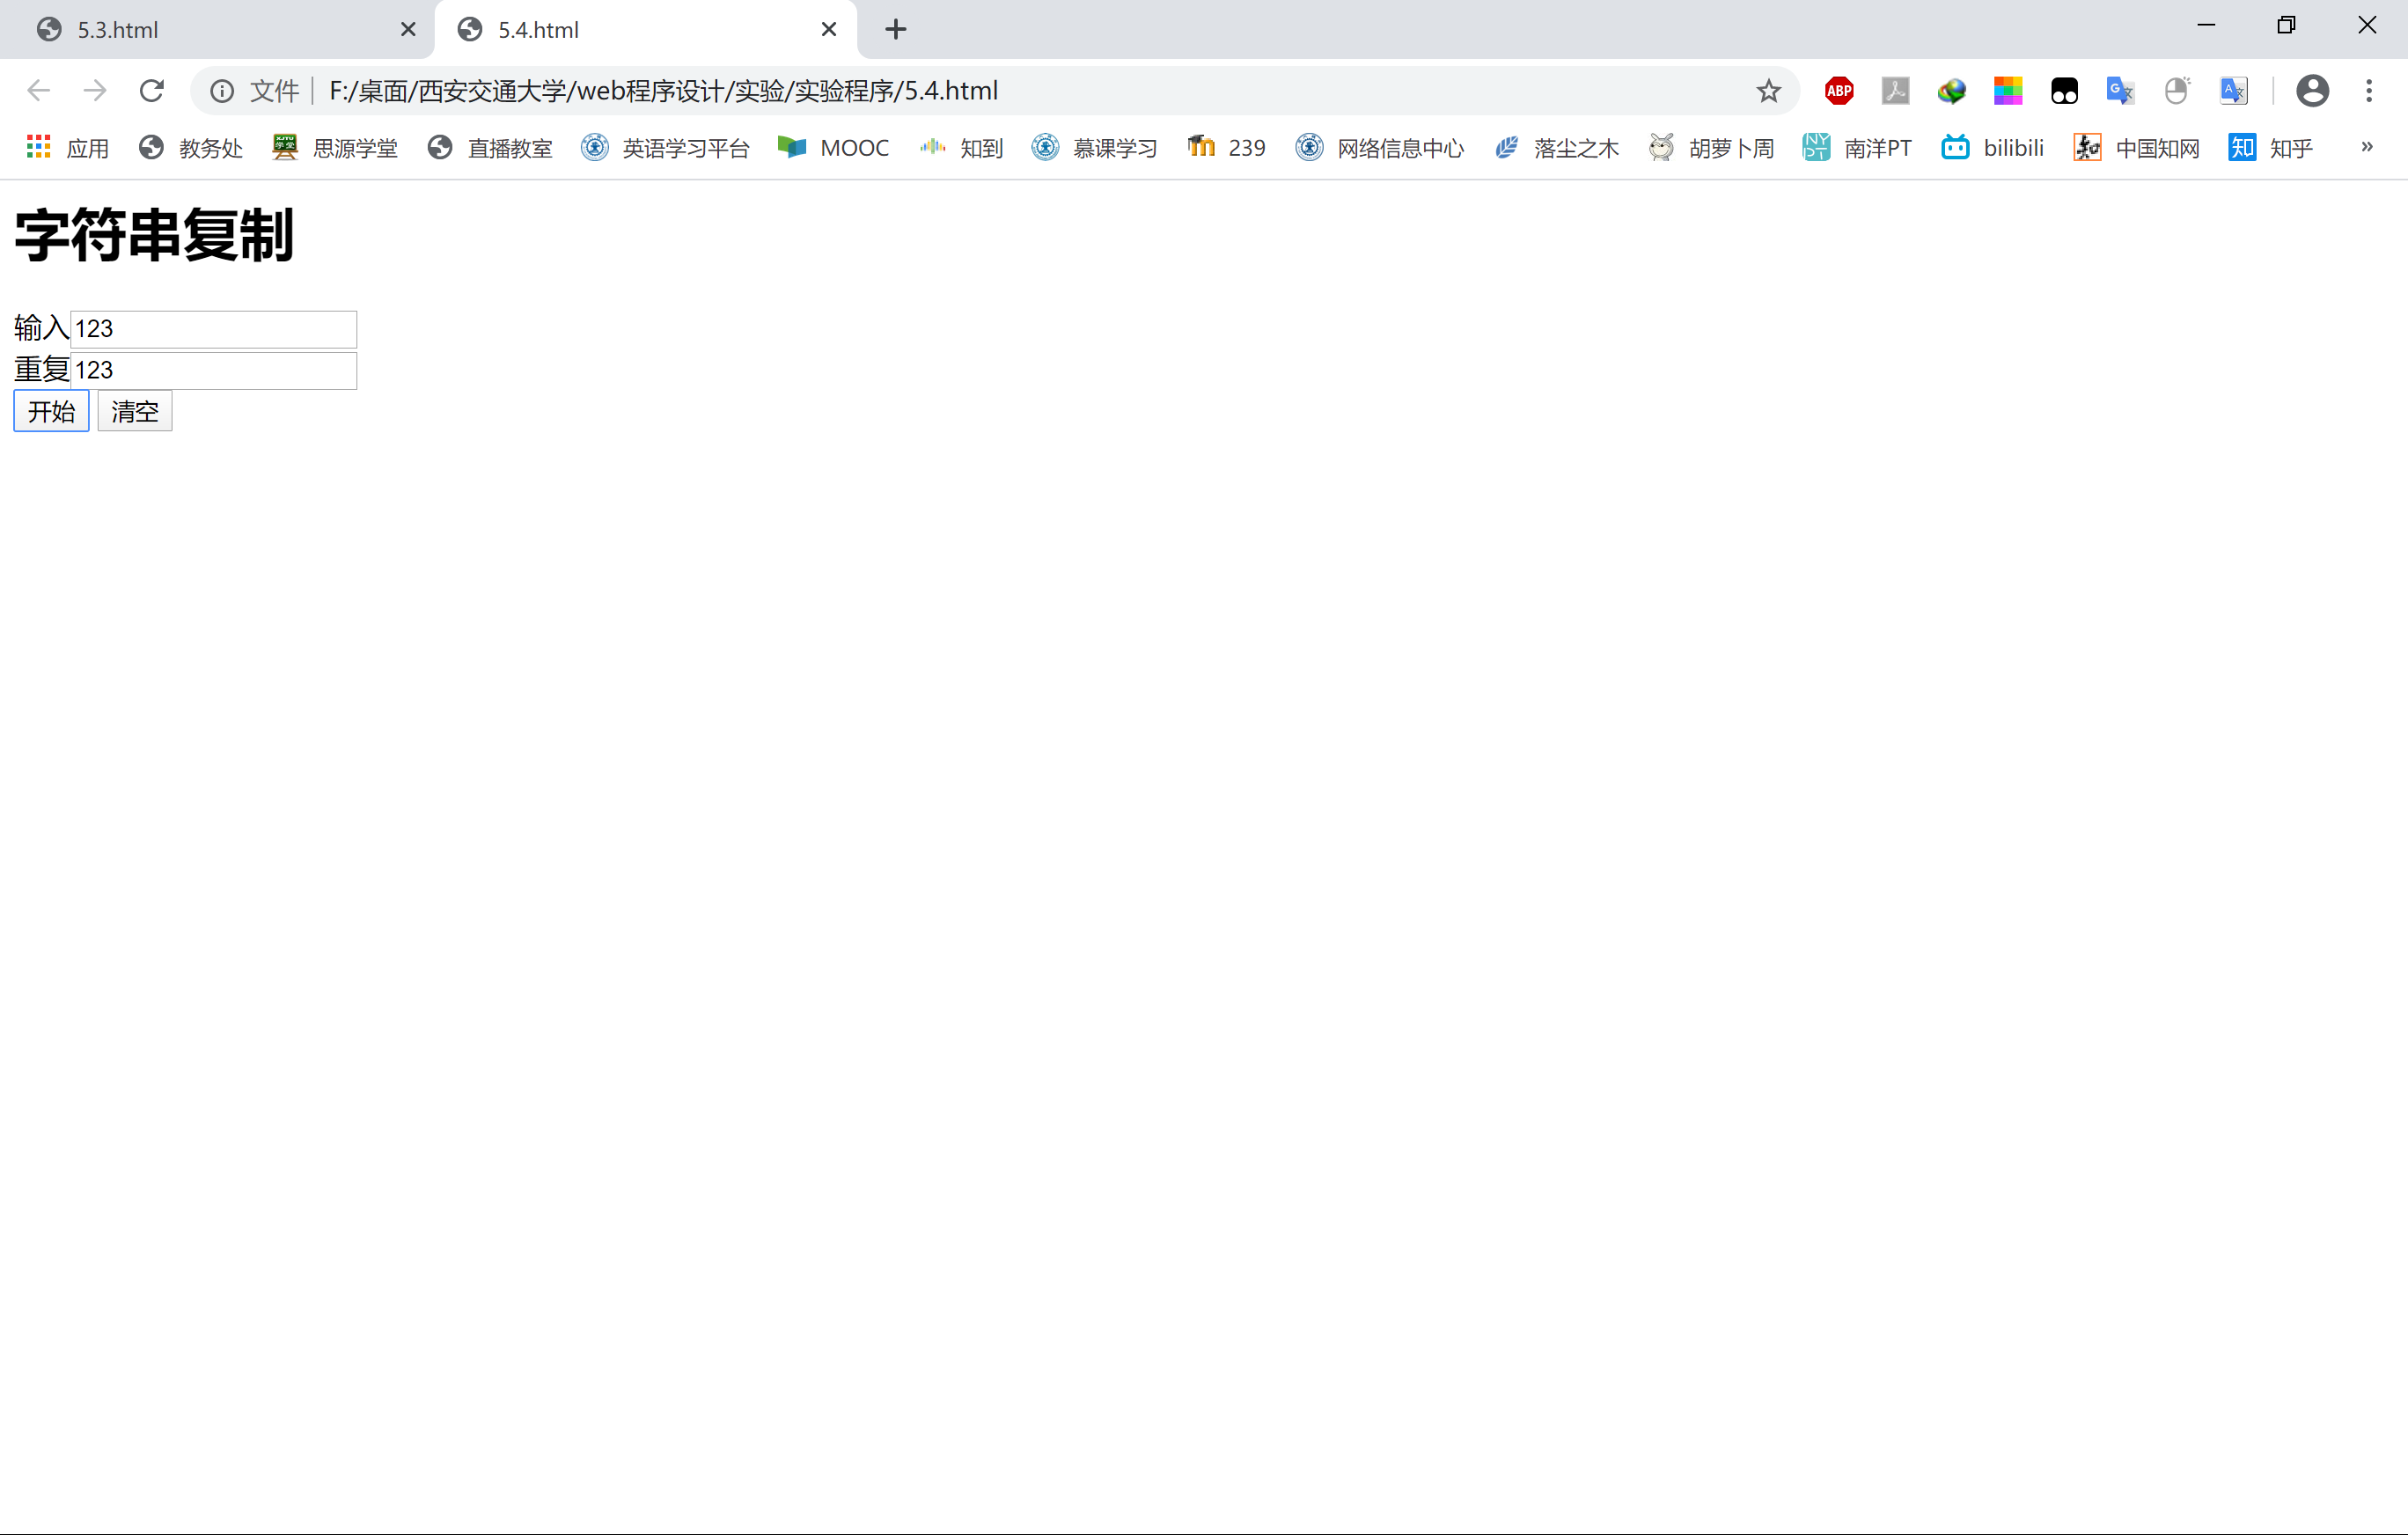 5.3.html
5.4.html
文件 F:/桌面/西安交通大学/web程序设计/实验/实验程序/5.4.html
ABP
应用 教务处 思源学堂 直播教室 英语学习平台 MOOC 知到 慕课学习 239 网络信息中心 落尘之木 胡萝卜周 NYPT 南洋PT bilibili 中国知网 知 知乎 »
字符串复制
输入 123
重复 123
开始 清空